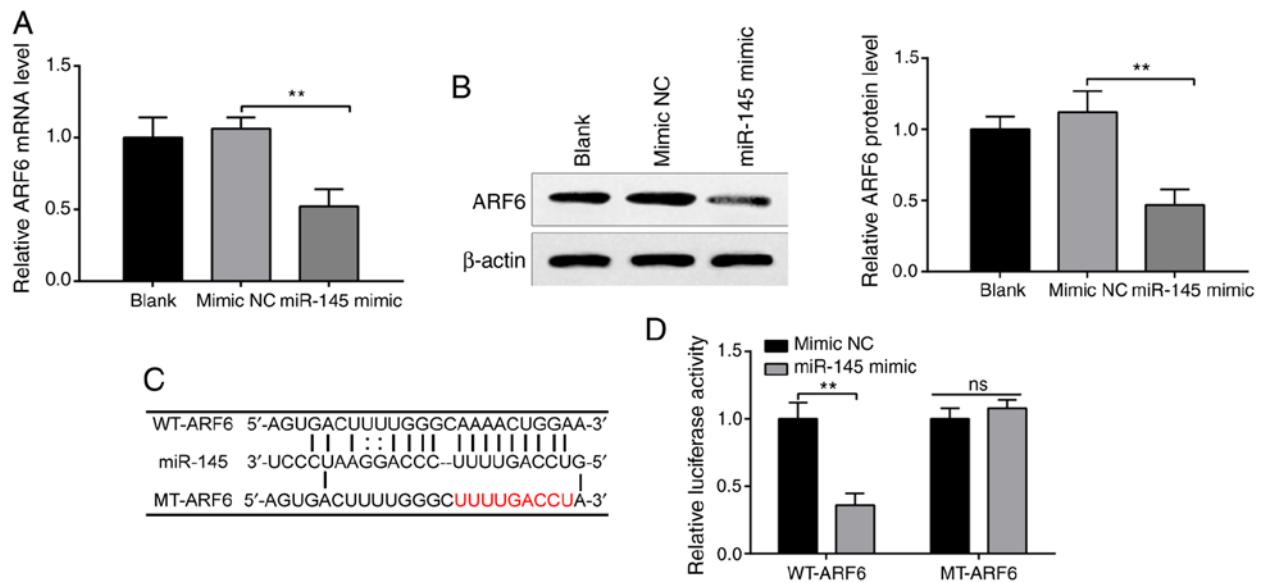 A
Relative ARF6 mRNA level
1.5
1.0
0.5
0.0
**
Blank Mimic NC miR-145 mimic
B
Blank
Mimic NC
miR-145 mimic
ARF6
β-actin
Relative ARF6 protein level
1.5
1.0
0.5
0.0
**
Blank Mimic NC miR-145 mimic
C
WT-ARF6 5′-AGUGACUUUUGGGCAAAACUGGAA-3′
miR-145 3′-UCCCUAAGGACCC--UUUUGACCUG-5′
MT-ARF6 5′-AGUGACUUUUGGGCUUUUGACCUA-3′
D
Relative luciferase activity
1.5
1.0
0.5
0.0
Mimic NC
miR-145 mimic
**
ns
WT-ARF6 MT-ARF6